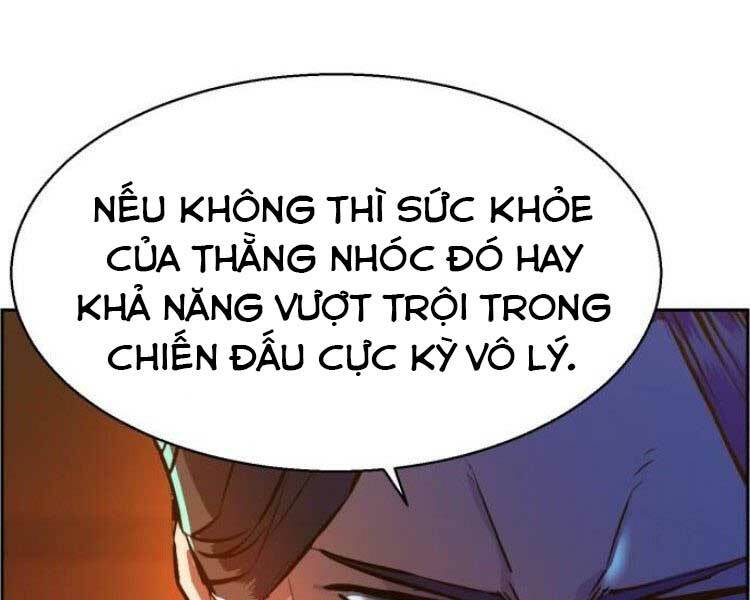 NẾU KHÔNG THÌ SỨC KHỎE
CỦA THẰNG NHÓC ĐÓ HAY
KHẢ NĂNG VƯỢT TRỘI TRONG
CHIẾN ĐẤU CỰC KỲ VÔ LÝ.